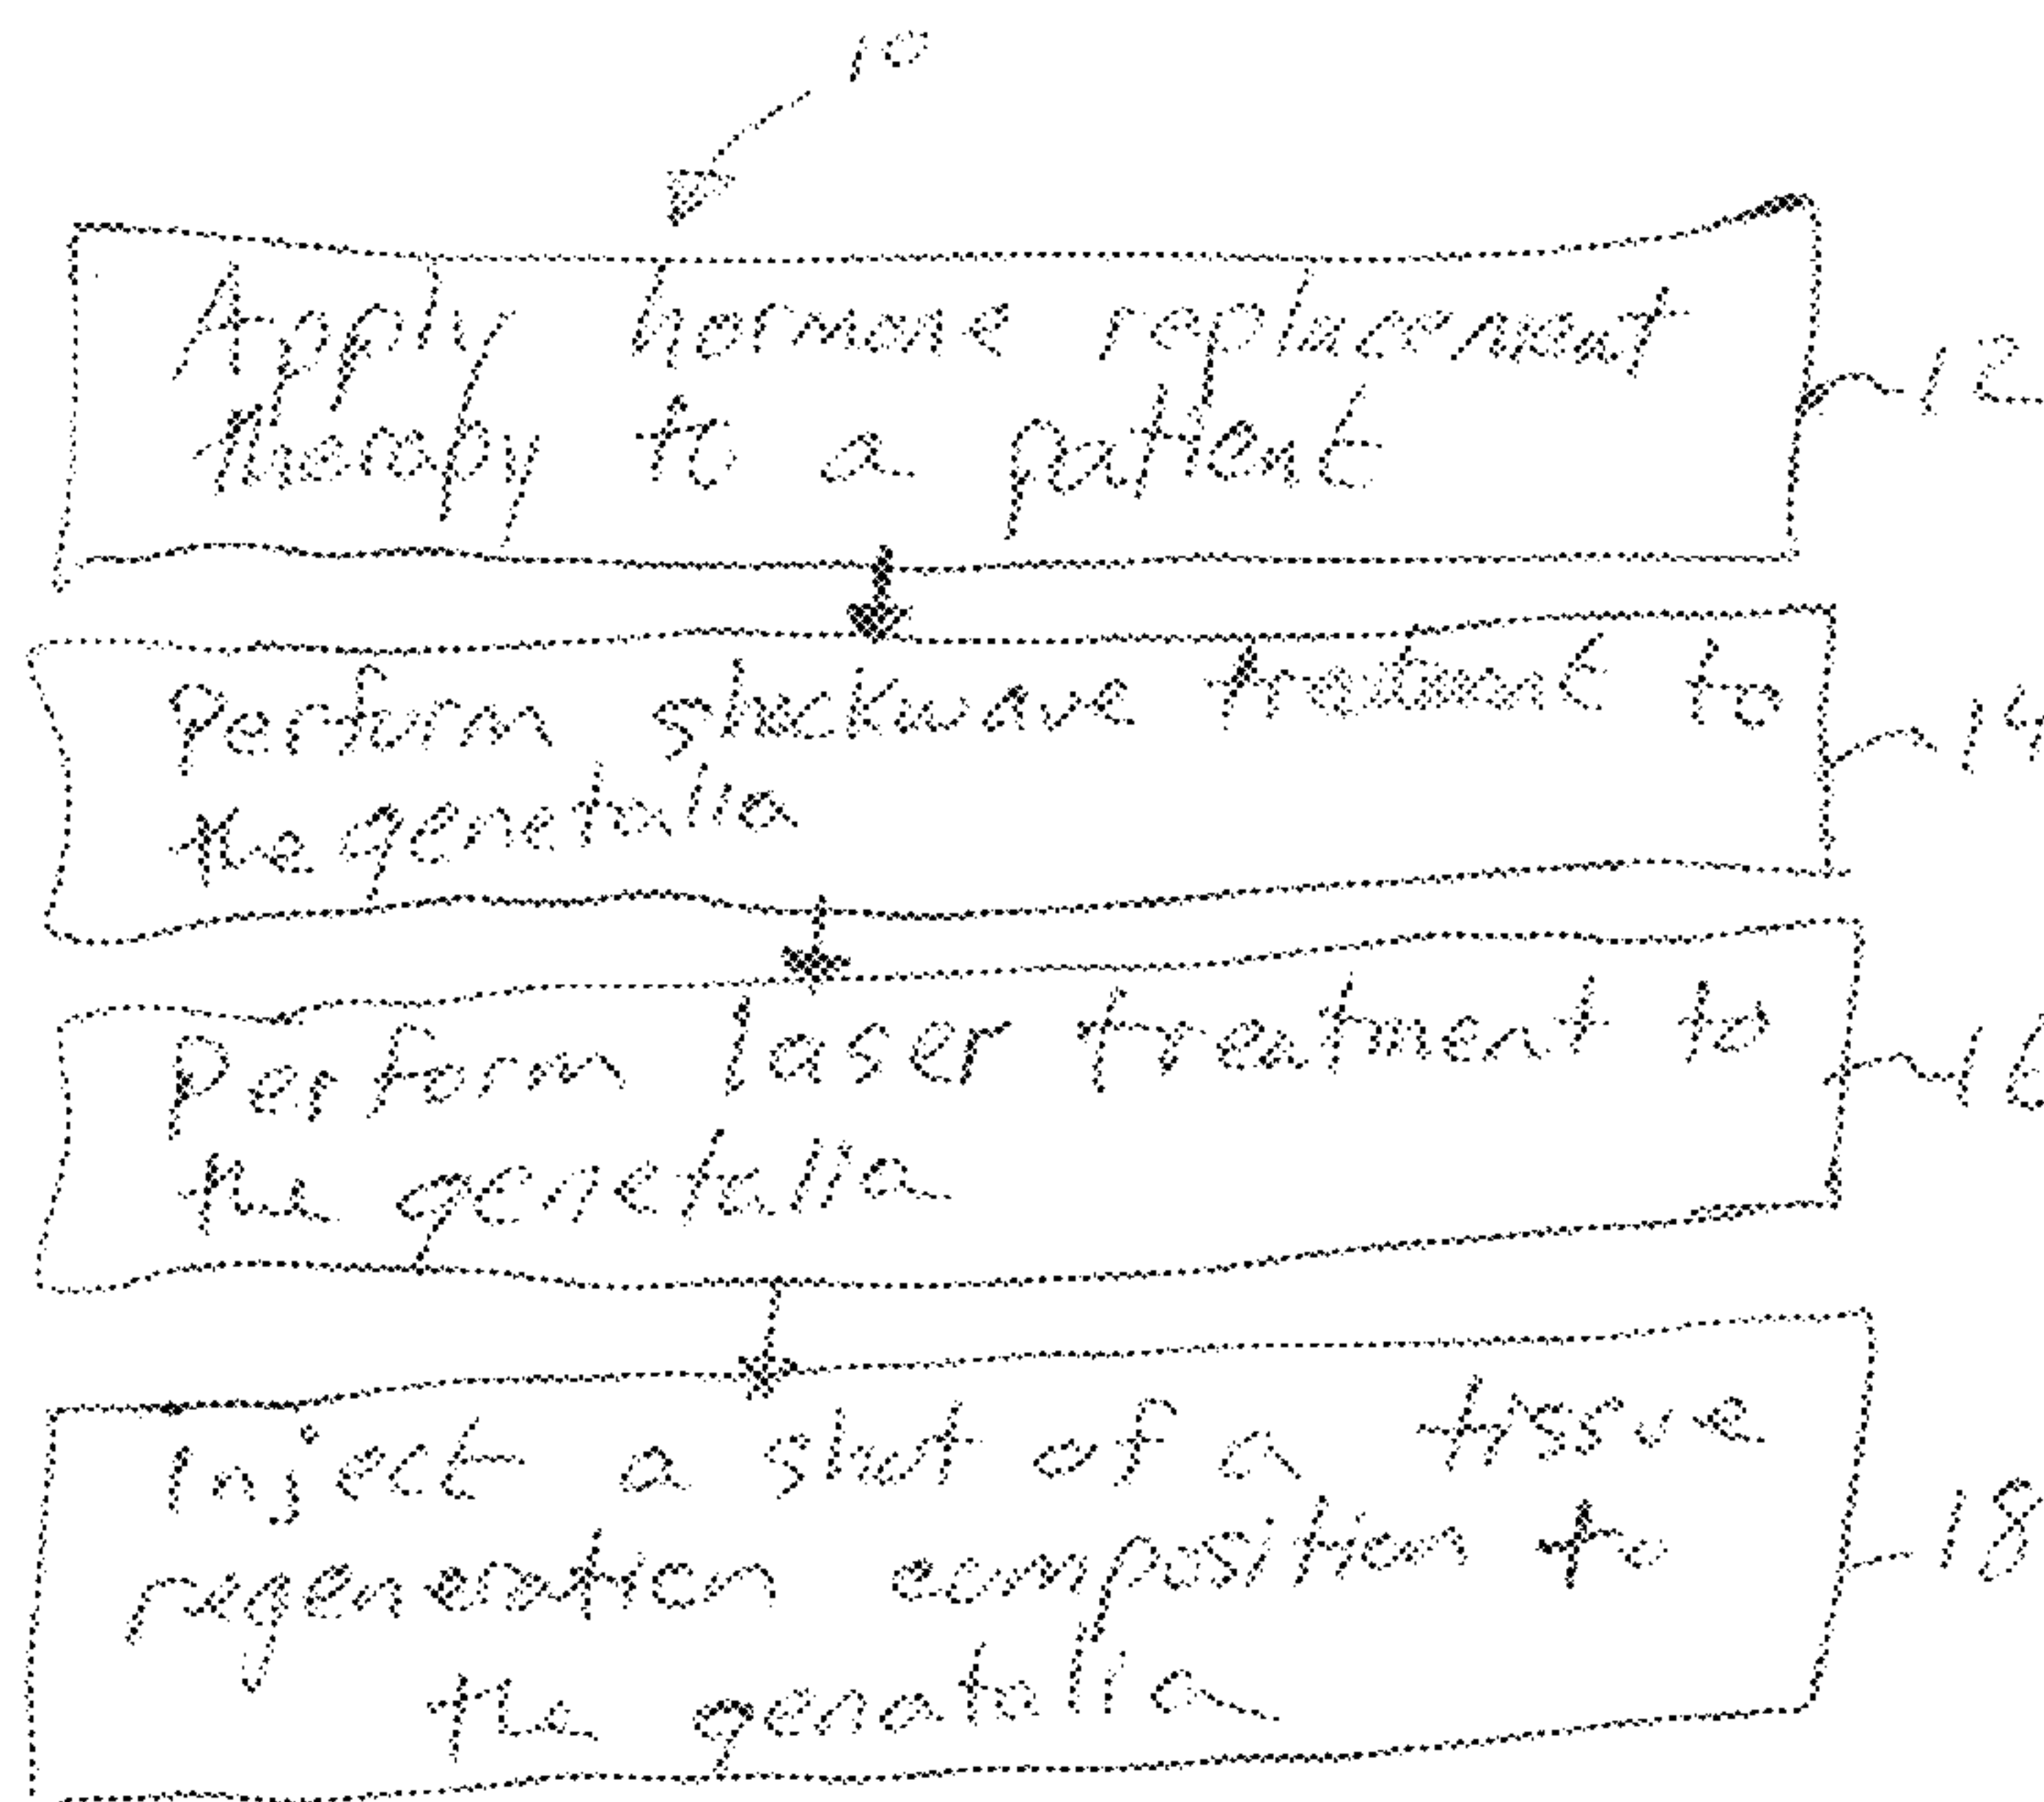 10
Apply hormone replacement
therapy to a patient
12
Perform shockwave treatment to
the genetalia
14
Perform laser treatment to
the genetalia
16
Inject a shot of a tissue
regeneration composition to
the genatalia
18